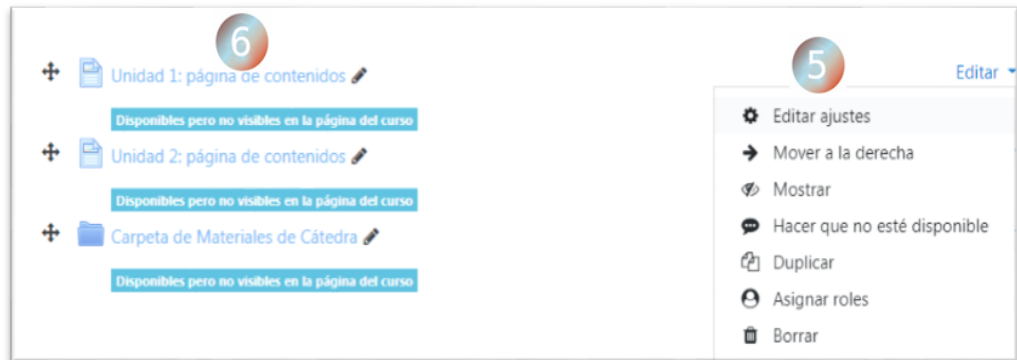 6
Unidad 1: página de contenidos
Disponibles pero no visibles en la página del curso
Unidad 2: página de contenidos
Disponibles pero no visibles en la página del curso
Carpeta de Materiales de Cátedra
Disponibles pero no visibles en la página del curso
5
Editar
Editar ajustes
Mover a la derecha
Mostrar
Hacer que no esté disponible
Duplicar
Asignar roles
Borrar